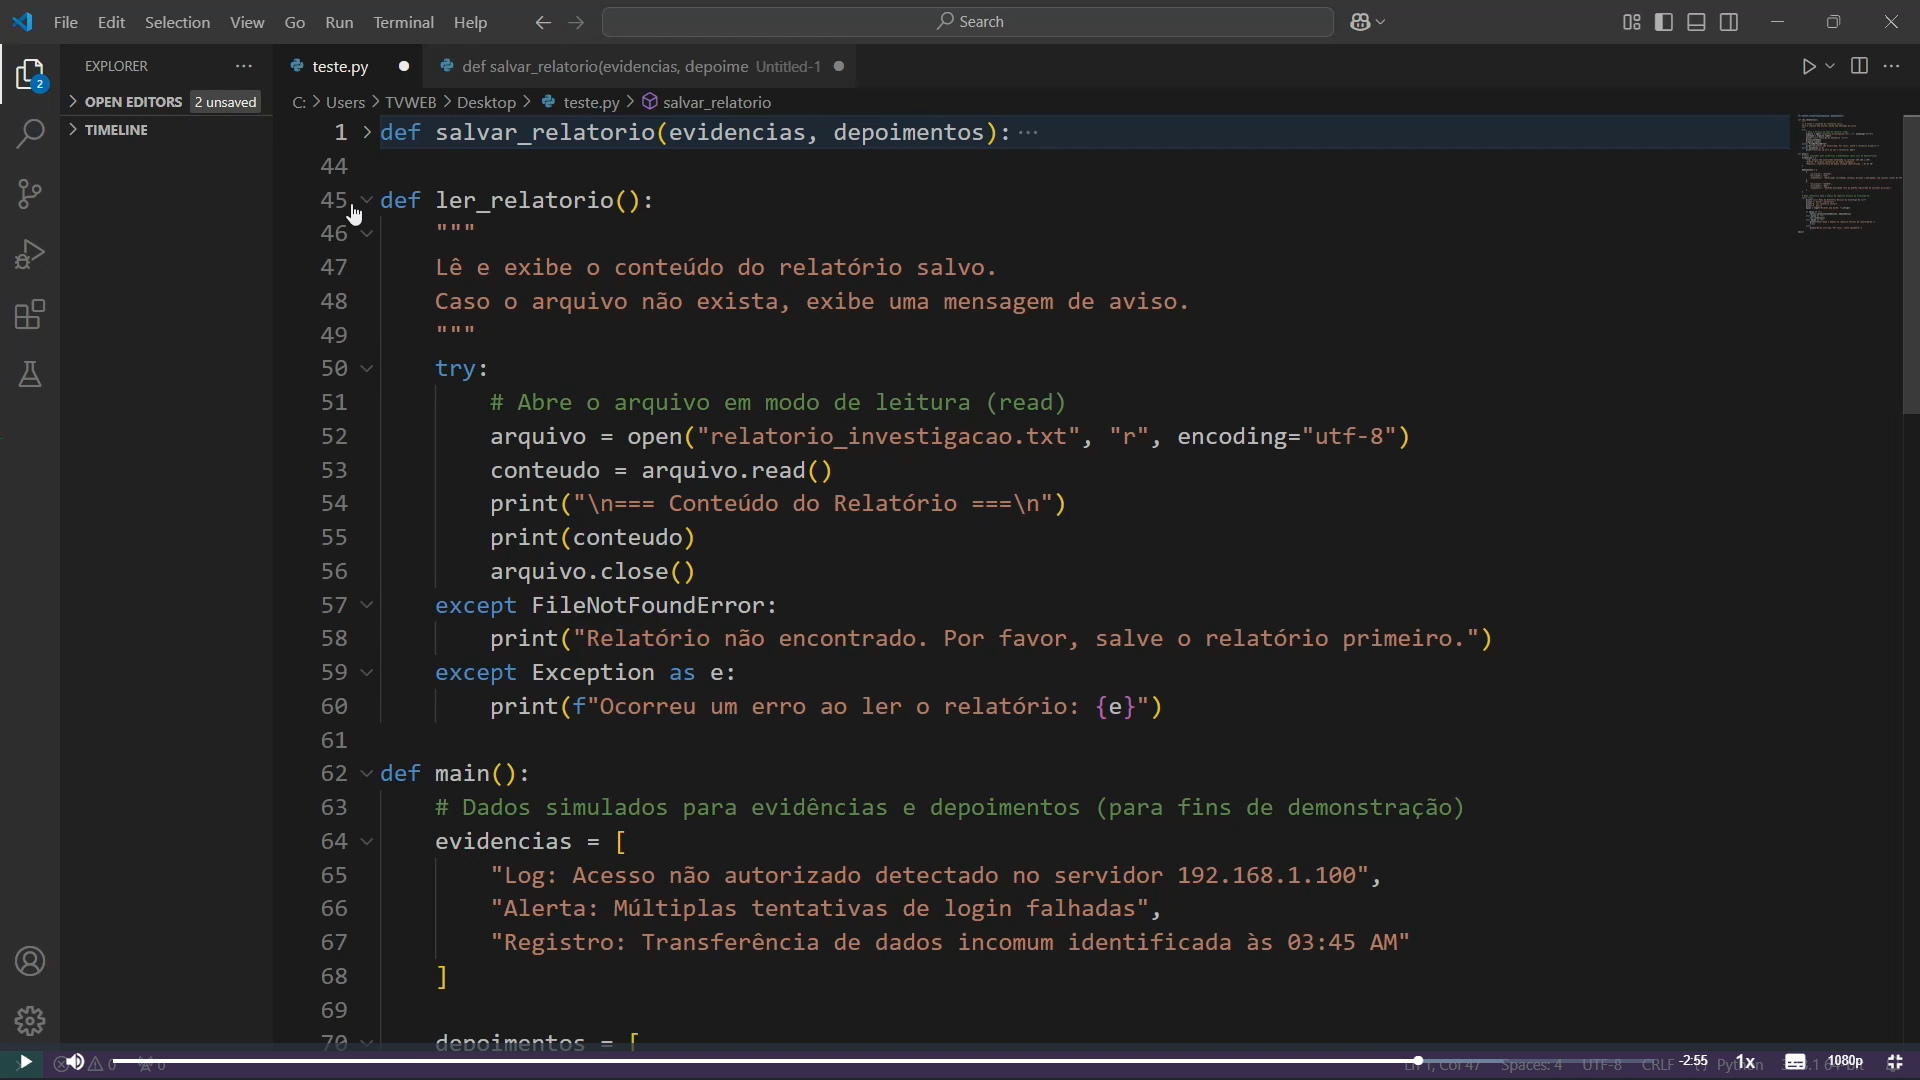 File Edit Selection View Go Run Terminal Help Search
EXPLORER
OPEN EDITORS 2 unsaved
TIMELINE
2
teste.py def salvar_relatorio(evidencias, depoime Untitled-1
C: > Users > TVWEB > Desktop > teste.py > salvar_relatorio
1 def salvar_relatorio(evidencias, depoimentos): ···
44
45 def ler_relatorio():
46 """
47 Lê e exibe o conteúdo do relatório salvo.
48 Caso o arquivo não exista, exibe uma mensagem de aviso.
49 """
50 try:
51 # Abre o arquivo em modo de leitura (read)
52 arquivo = open("relatorio_investigacao.txt", "r", encoding="utf-8")
53 conteudo = arquivo.read()
54 print("\n=== Conteúdo do Relatório ===\n")
55 print(conteudo)
56 arquivo.close()
57 except FileNotFoundError:
58 print("Relatório não encontrado. Por favor, salve o relatório primeiro.")
59 except Exception as e:
60 print(f"Ocorreu um erro ao ler o relatório: {e}")
61
62 def main():
63 # Dados simulados para evidências e depoimentos (para fins de demonstração)
64 evidencias = [
65 "Log: Acesso não autorizado detectado no servidor 192.168.1.100",
66 "Alerta: Múltiplas tentativas de login falhadas",
67 "Registro: Transferência de dados incomum identificada às 03:45 AM"
68 ]
69
70 depoimentos = [
0 0 Ln 1, Col 47 Spaces: 4 UTF-8 CRLF -2:55 1x 1080p